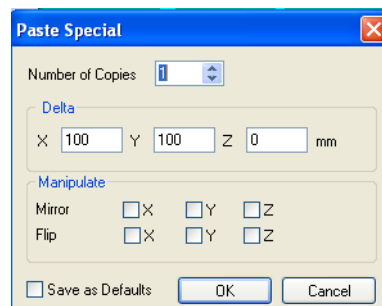 Paste Special
Number of Copies 1
Delta
X 100 Y 100 Z 0 mm
Manipulate
Mirror X Y Z
Flip X Y Z
Save as Defaults OK Cancel